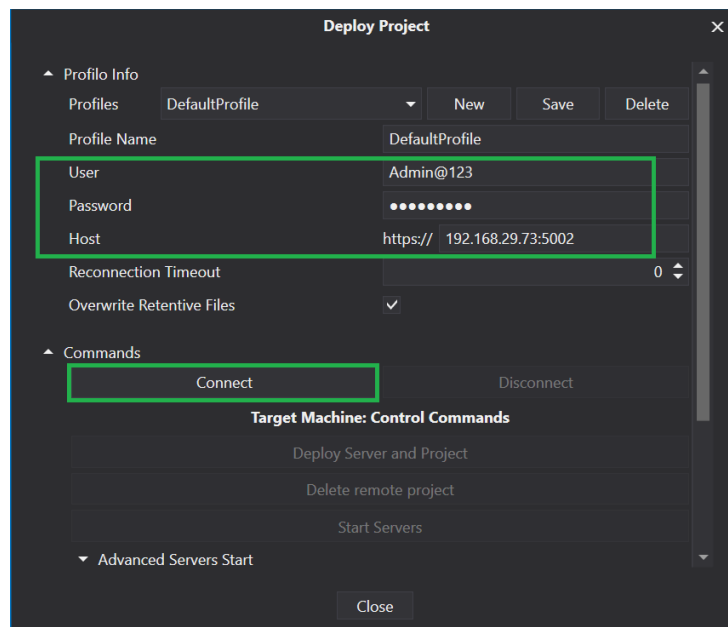 Deploy Project
Profilo Info
Profiles DefaultProfile New Save Delete
Profile Name DefaultProfile
User Admin@123
Password ●●●●●●●●●
Host https:// 192.168.29.73:5002
Reconnection Timeout 0
Overwrite Retentive Files
Commands
Connect Disconnect
Target Machine: Control Commands
Deploy Server and Project
Delete remote project
Start Servers
Advanced Servers Start
Close